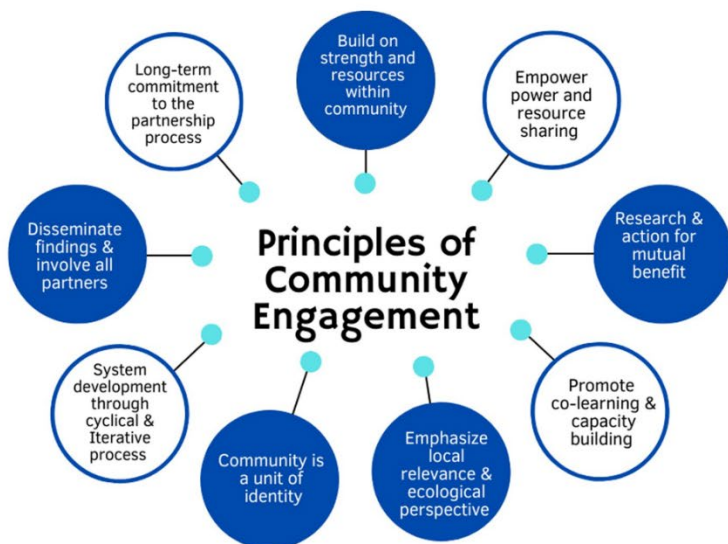 Build on
strength and
resources
within
community
Long-term
commitment
to the
partnership
process
Empower
power and
resource
sharing
Disseminate
findings &
involve all
partners
Principles of
Community
Engagement
Research &
action for
mutual
benefit
System
development
through
cyclical &
Iterative
process
Promote
co-learning &
capacity
building
Community is
a unit of
identity
Emphasize
local
relevance &
ecological
perspective